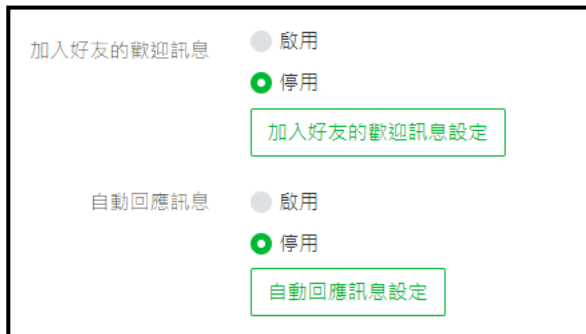 加入好友的歡迎訊息
啟用
停用
加入好友的歡迎訊息設定
自動回應訊息
啟用
停用
自動回應訊息設定